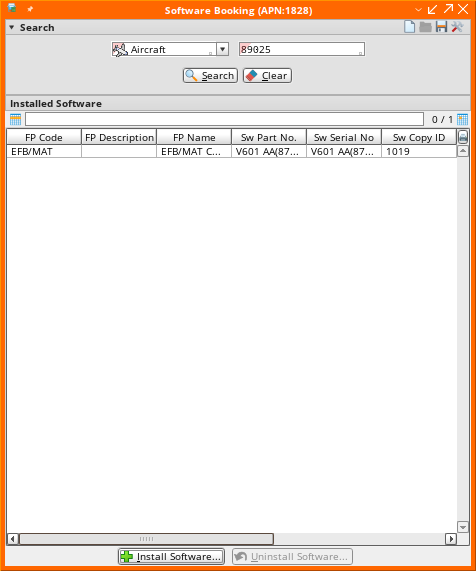 Software Booking (APN:1828)
Search
Aircraft 89025
Search Clear
Installed Software
0 / 1
FP Code FP Description FP Name Sw Part No. Sw Serial No Sw Copy ID
EFB/MAT EFB/MAT C... V601 AA(87... V601 AA(87... 1019
Install Software... Uninstall Software...